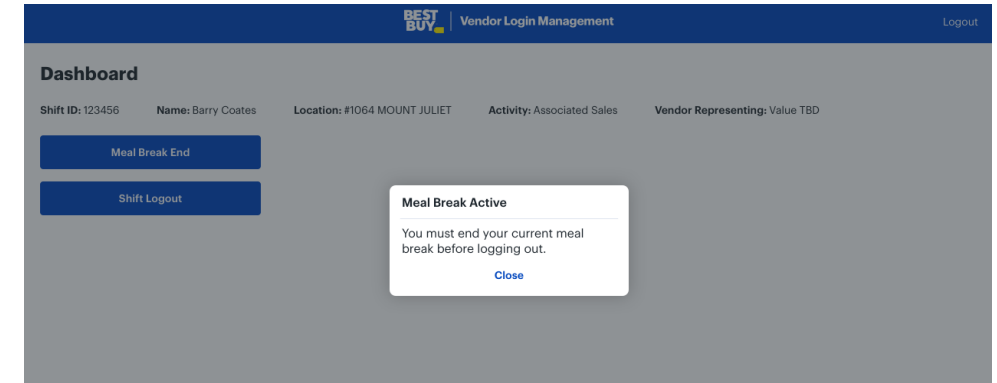 BEST BUY Vendor Login Management Logout
Dashboard
Shift ID: 123456 Name: Barry Coates Location: #1064 MOUNT JULIET Activity: Associated Sales Vendor Representing: Value TBD
Meal Break End
Shift Logout
Meal Break Active
You must end your current meal
break before logging out.
Close